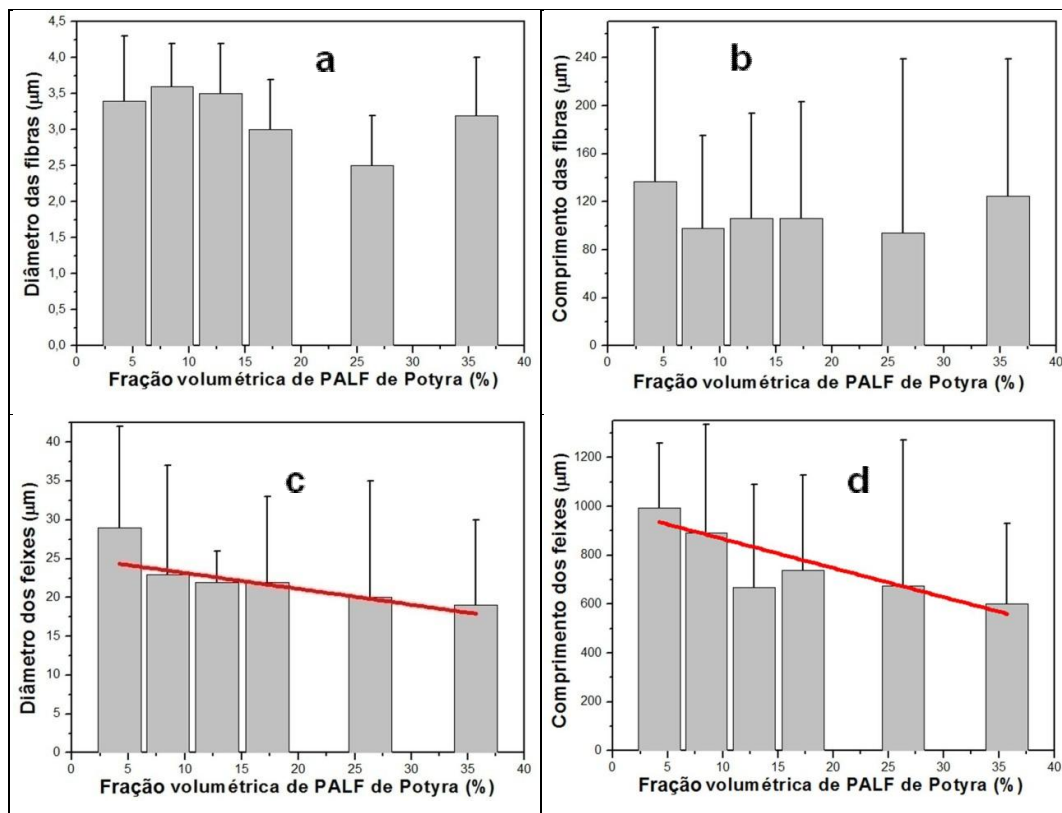 4,5
4,0
3,5
3,0
2,5
2,0
1,5
1,0
0,5
0,0
Diâmetro das fibras (μm)
a
0 5 10 15 20 25 30 35 40
Fração volumétrica de PALF de Potyra (%)
240
200
160
120
80
40
0
Comprimento das fibras (μm)
b
0 5 10 15 20 25 30 35 40
Fração volumétrica de PALF de Potyra (%)
40
35
30
25
20
15
10
5
0
Diâmetro dos feixes (μm)
c
0 5 10 15 20 25 30 35 40
Fração volumétrica de PALF de Potyra (%)
1200
1000
800
600
400
200
0
Comprimento dos feixes (μm)
d
0 5 10 15 20 25 30 35 40
Fração volumétrica de PALF de Potyra (%)